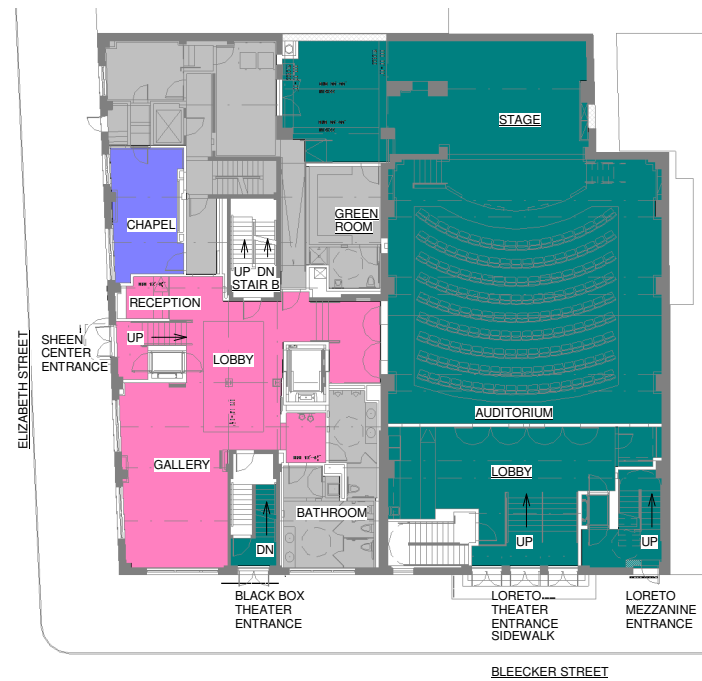 STAGE
CHAPEL
GREEN
ROOM
UP DN
STAIR B
RECEPTION
UP
LOBBY
SHEEN
CENTER
ENTRANCE
ELIZABETH STREET
AUDITORIUM
GALLERY
LOBBY
BATHROOM
DN
UP
UP
BLACK BOX
THEATER
ENTRANCE
LORETO
THEATER
ENTRANCE
SIDEWALK
LORETO
MEZZANINE
ENTRANCE
BLEECKER STREET